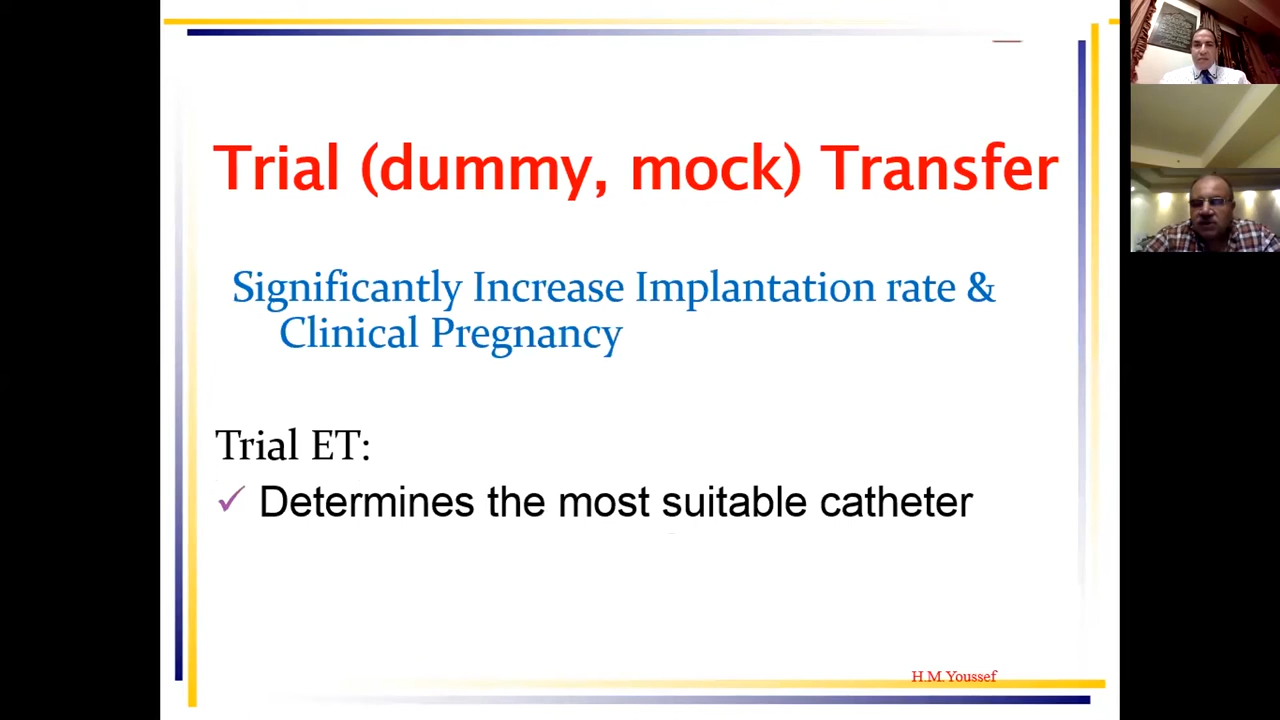 Trial (dummy, mock) Transfer
Significantly Increase Implantation rate &
Clinical Pregnancy
Trial ET:
✓ Determines the most suitable catheter
H.M.Youssef